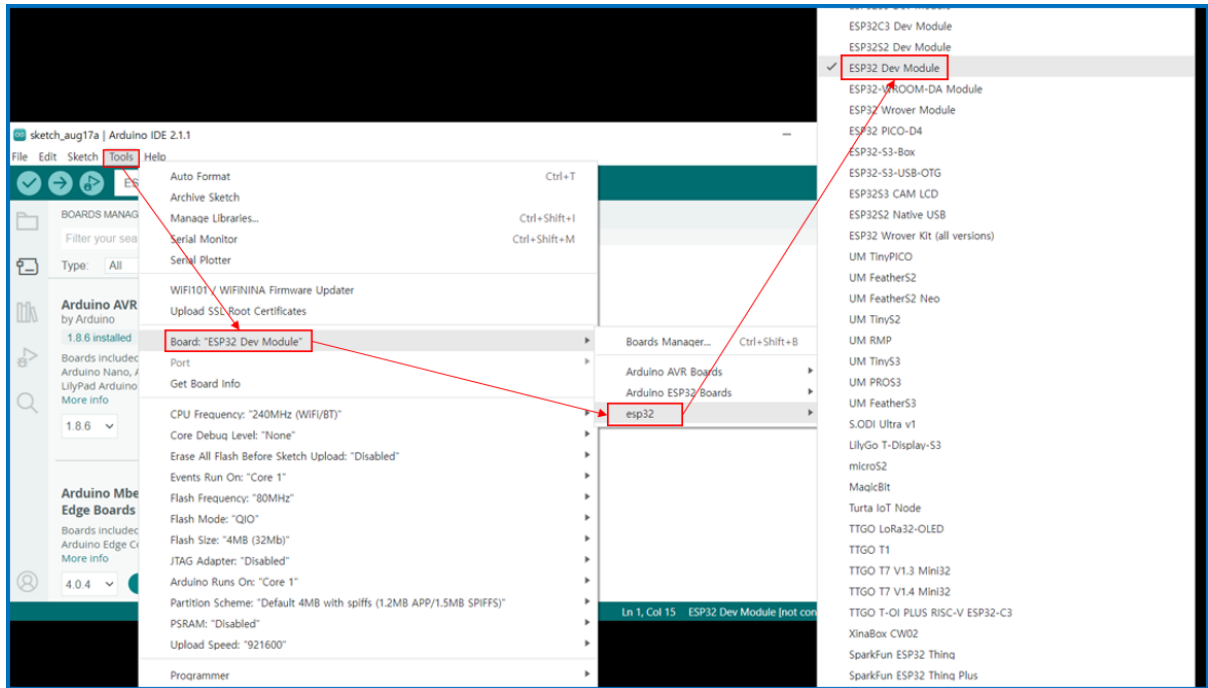 sketch_aug17a | Arduino IDE 2.1.1
File Edit Sketch Tools Help
BOARDS MANAG
Filter your sea
Type: All
Arduino AVR
by Arduino
1.8.6 installed
Boards included
Arduino Nano, A
LilyPad Arduino
More info
1.8.6
Arduino Mbe
Edge Boards
Boards included
Arduino Edge Co
More info
4.0.4
Auto Format Ctrl+T
Archive Sketch
Manage Libraries... Ctrl+Shift+I
Serial Monitor Ctrl+Shift+M
Serial Plotter
WiFi101 / WiFiNINA Firmware Updater
Upload SSL Root Certificates
Board: "ESP32 Dev Module"
Port
Get Board Info
CPU Frequency: "240MHz (WiFi/BT)"
Core Debug Level: "None"
Erase All Flash Before Sketch Upload: "Disabled"
Events Run On: "Core 1"
Flash Frequency: "80MHz"
Flash Mode: "QIO"
Flash Size: "4MB (32Mb)"
JTAG Adapter: "Disabled"
Arduino Runs On: "Core 1"
Partition Scheme: "Default 4MB with spiffs (1.2MB APP/1.5MB SPIFFS)"
PSRAM: "Disabled"
Upload Speed: "921600"
Programmer
Boards Manager... Ctrl+Shift+B
Arduino AVR Boards
Arduino ESP32 Boards
esp32
Ln 1, Col 15 ESP32 Dev Module [not con
ESP32C3 Dev Module
ESP32S2 Dev Module
ESP32 Dev Module
ESP32-WROOM-DA Module
ESP32 Wrover Module
ESP32 PICO-D4
ESP32-S3-Box
ESP32-S3-USB-OTG
ESP32S3 CAM LCD
ESP32S2 Native USB
ESP32 Wrover Kit (all versions)
UM TinyPICO
UM FeatherS2
UM FeatherS2 Neo
UM TinyS2
UM RMP
UM TinyS3
UM PROS3
UM FeatherS3
S.ODI Ultra v1
LilyGo T-Display-S3
microS2
MagicBit
Turta IoT Node
TTGO LoRa32-OLED
TTGO T1
TTGO T7 V1.3 Mini32
TTGO T7 V1.4 Mini32
TTGO T-OI PLUS RISC-V ESP32-C3
XinaBox CW02
SparkFun ESP32 Thing
SparkFun ESP32 Thing Plus